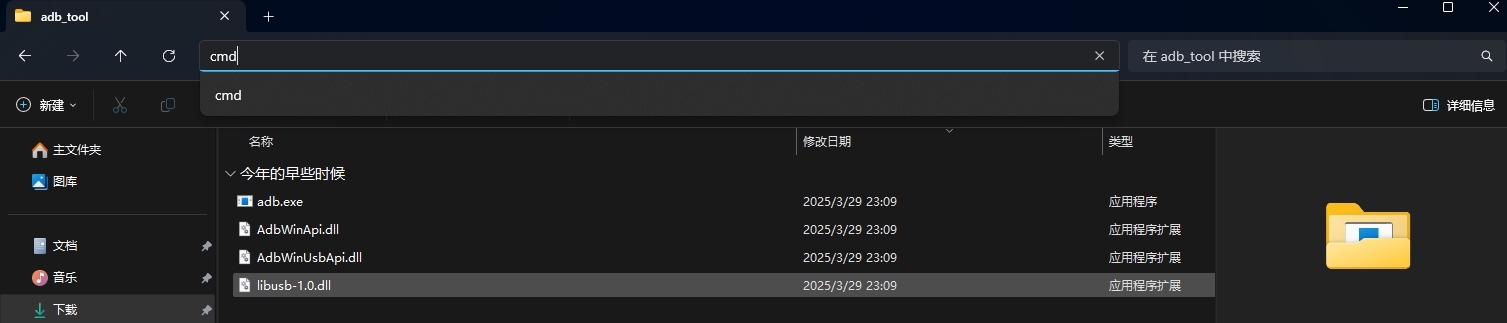 adb_tool
cmd
在 adb_tool 中搜索
cmd
新建
详细信息
名称 修改日期 类型
主文件夹
今年的早些时候
图库
adb.exe 2025/3/29 23:09 应用程序
AdbWinApi.dll 2025/3/29 23:09 应用程序扩展
文档
AdbWinUsbApi.dll 2025/3/29 23:09 应用程序扩展
音乐
libusb-1.0.dll 2025/3/29 23:09 应用程序扩展
下载